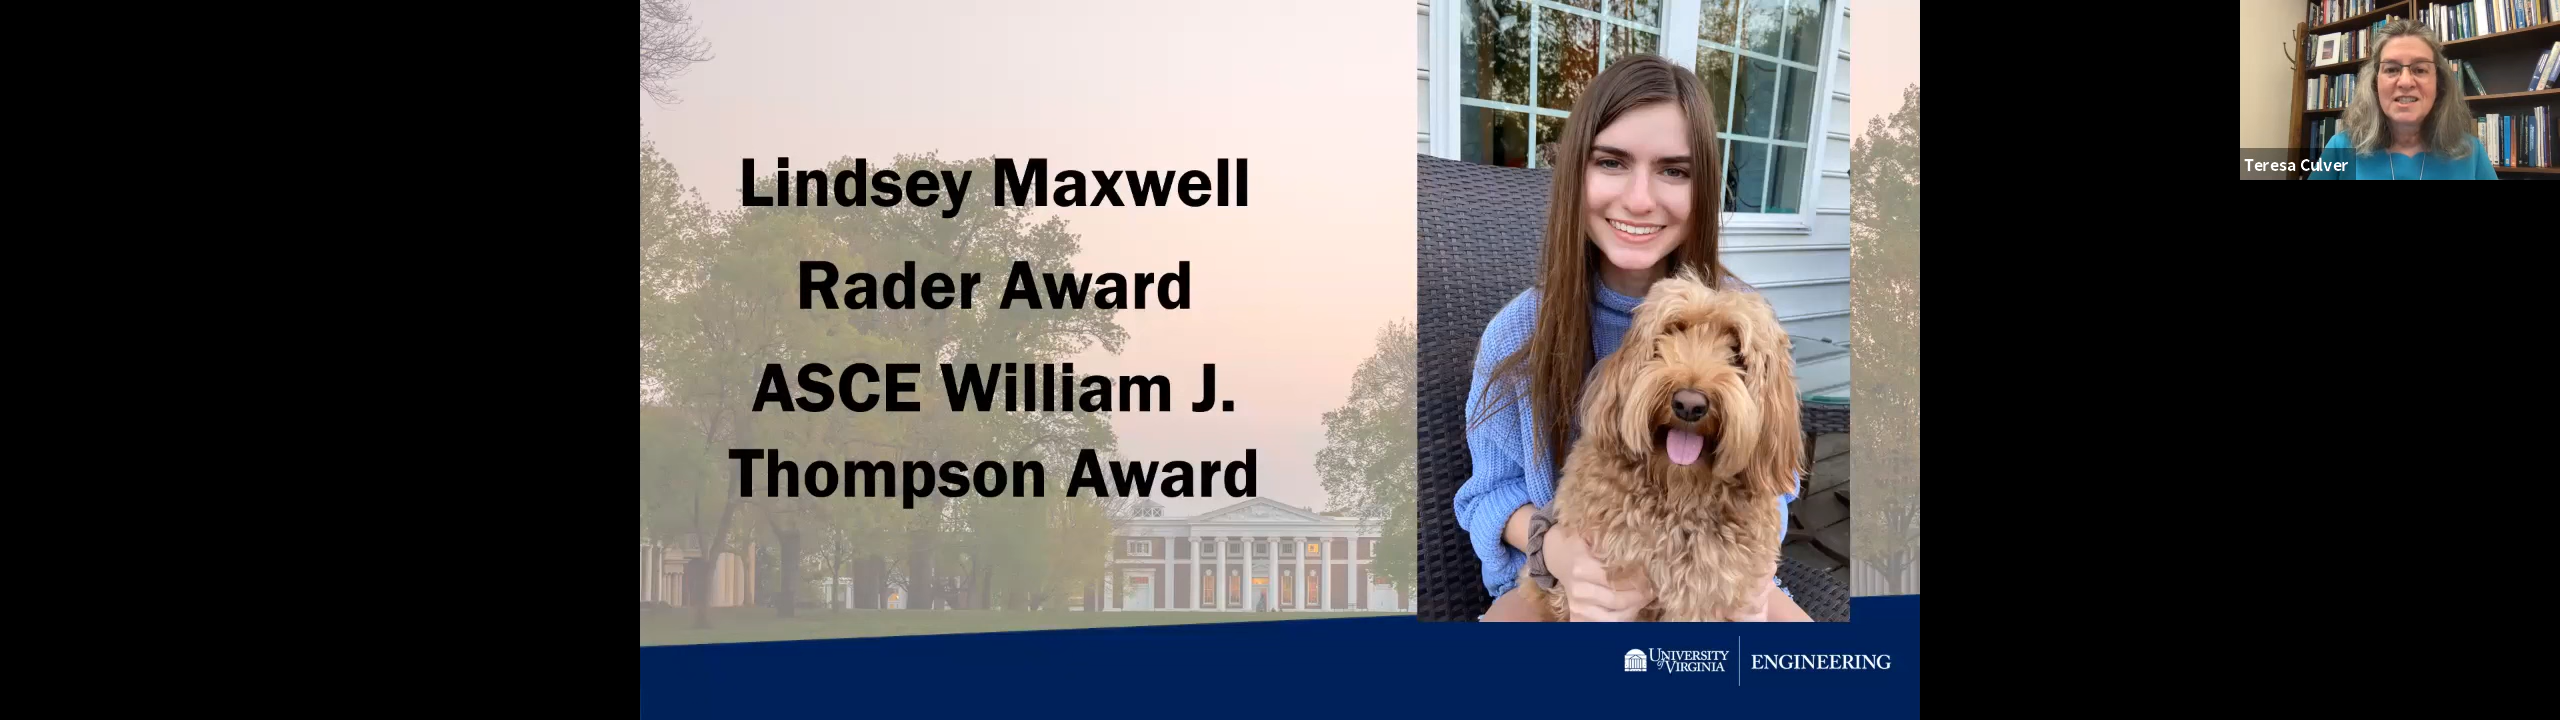 Lindsey Maxwell
Rader Award
ASCE William J.
Thompson Award
Teresa Culver
UNIVERSITY
of VIRGINIA
ENGINEERING